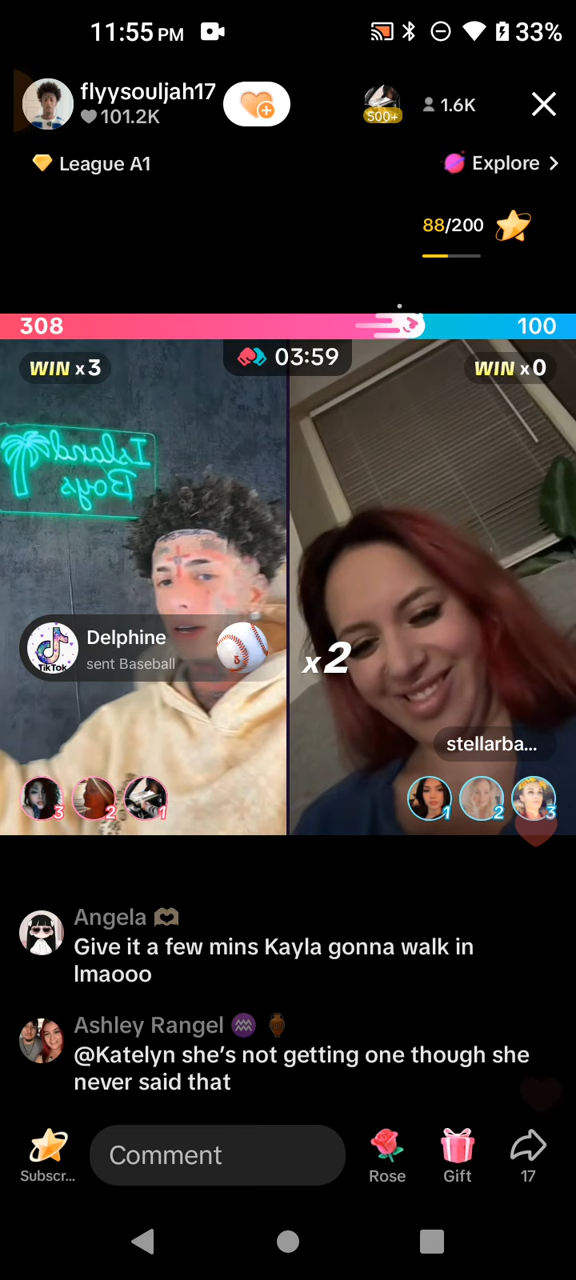 11:55 PM
33%
flyysouljah17
101.2K
500+
1.6K
League A1
Explore >
88/200
308
100
WIN x3
03:59
WIN x0
Island
Boys
Delphine
sent Baseball
TikTok
x2
stellarba...
3
2
1
1
2
3
Angela
Give it a few mins Kayla gonna walk in
lmaooo
Ashley Rangel
@Katelyn she's not getting one though she
never said that
Subscr...
Comment
Rose
Gift
17